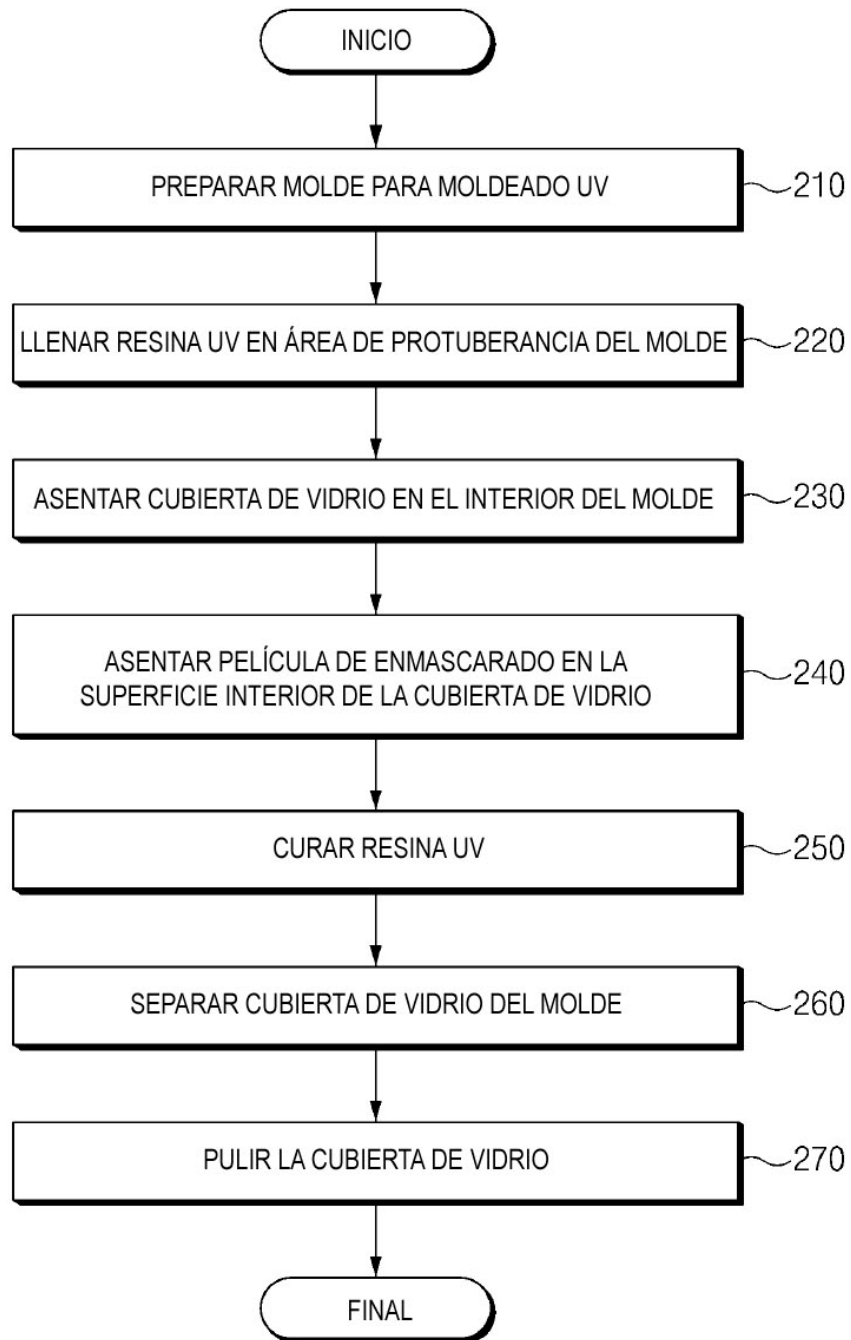 INICIO
PREPARAR MOLDE PARA MOLDEADO UV
210
LLENAR RESINA UV EN ÁREA DE PROTUBERANCIA DEL MOLDE
220
ASENTAR CUBIERTA DE VIDRIO EN EL INTERIOR DEL MOLDE
230
ASENTAR PELÍCULA DE ENMASCARADO EN LA
SUPERFICIE INTERIOR DE LA CUBIERTA DE VIDRIO
240
CURAR RESINA UV
250
SEPARAR CUBIERTA DE VIDRIO DEL MOLDE
260
PULIR LA CUBIERTA DE VIDRIO
270
FINAL